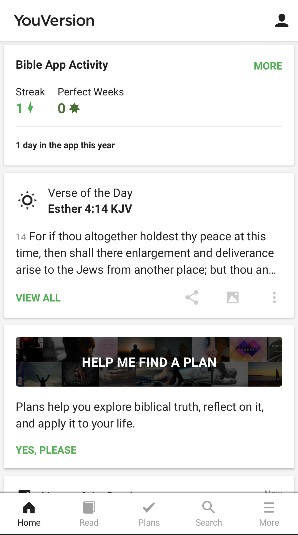 YouVersion
Bible App Activity
MORE
Streak Perfect Weeks
1 0
1 day in the app this year
Verse of the Day
Esther 4:14 KJV
14 For if thou altogether holdest thy peace at this
time, then shall there enlargement and deliverance
arise to the Jews from another place; but thou an...
VIEW ALL
HELP ME FIND A PLAN
Plans help you explore biblical truth, reflect on it,
and apply it to your life.
YES, PLEASE
Home Read Plans Search More